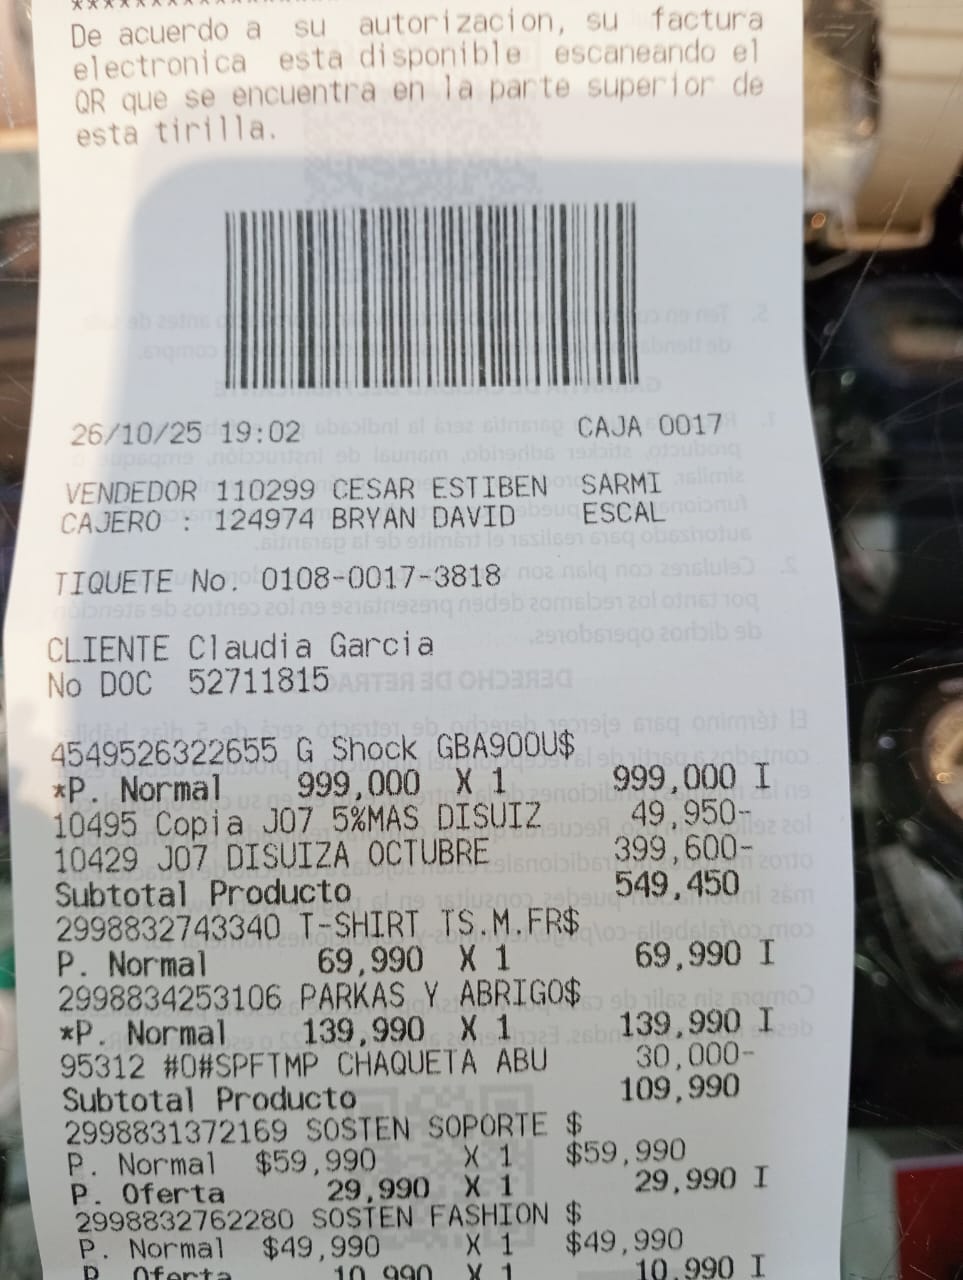 De acuerdo a su autorizacion, su factura
electronica esta disponible escaneando el
QR que se encuentra en la parte superior de
esta tirilla.
26/10/25 19:02 CAJA 0017
VENDEDOR 110299 CESAR ESTIBEN SARMI
CAJERO : 124974 BRYAN DAVID ESCAL
TIQUETE No. 0108-0017-3818
CLIENTE Claudia Garcia
No DOC 52711815
4549526322655 G Shock GBA900U$
*P. Normal 999,000 X 1 999,000 I
10495 Copia J07 5%MAS DISUIZ 49,950-
10429 J07 DISUIZA OCTUBRE 399,600-
Subtotal Producto 549,450
2998832743340 T-SHIRT TS.M.FR$
P. Normal 69,990 X 1 69,990 I
2998834253106 PARKAS Y ABRIGO$
*P. Normal 139,990 X 1 139,990 I
95312 #0#SPFTMP CHAQUETA ABU 30,000-
Subtotal Producto 109,990
2998831372169 SOSTEN SOPORTE $
P. Normal $59,990 X 1 $59,990
P. Oferta 29,990 X 1 29,990 I
2998832762280 SOSTEN FASHION $
P. Normal $49,990 X 1 $49,990
P. Oferta 10,990 X 1 10,990 I